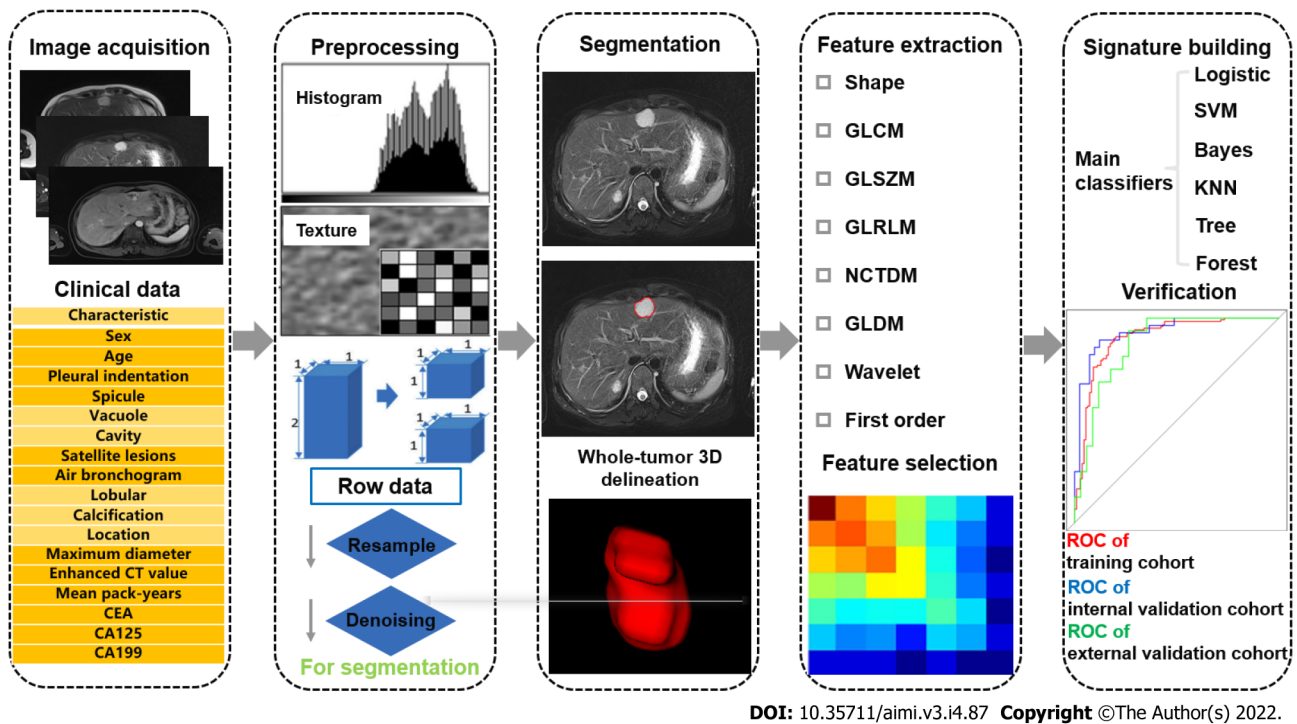 Image acquisition
Clinical data
Characteristic
Sex
Age
Pleural indentation
Spicule
Vacuole
Cavity
Satellite lesions
Air bronchogram
Lobular
Calcification
Location
Maximum diameter
Enhanced CT value
Mean pack-years
CEA
CA125
CA199
Preprocessing
Histogram
Texture
1
1
2
1
1
1
1
1
1
Row data
Resample
Denoising
For segmentation
Segmentation
Whole-tumor 3D
delineation
Feature extraction
Shape
GLCM
GLSZM
GLRLM
NCTDM
GLDM
Wavelet
First order
Feature selection
Signature building
Main
classifiers
Logistic
SVM
Bayes
KNN
Tree
Forest
Verification
ROC of
training cohort
ROC of
internal validation cohort
ROC of
external validation cohort
DOI: 10.35711/aimi.v3.i4.87 Copyright ©The Author(s) 2022.